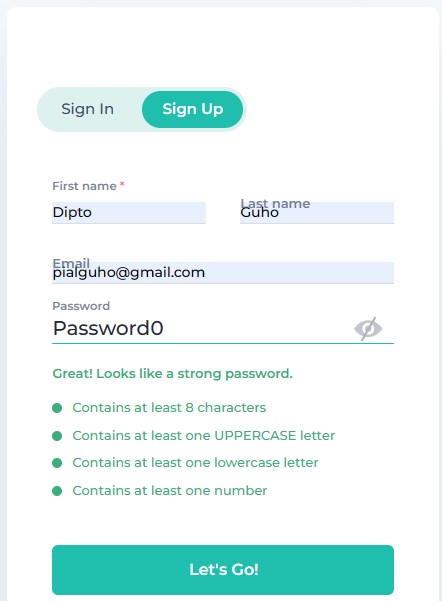 Sign In Sign Up
First name *
Last name
Dipto Guho
Email
pialguho@gmail.com
Password
Password0
Great! Looks like a strong password.
Contains at least 8 characters
Contains at least one UPPERCASE letter
Contains at least one lowercase letter
Contains at least one number
Let's Go!